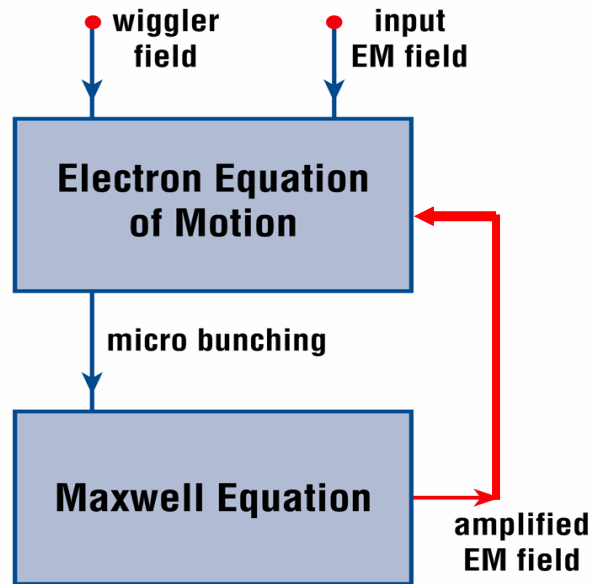 wiggler
field
input
EM field
Electron Equation
of Motion
micro bunching
Maxwell Equation
amplified
EM field